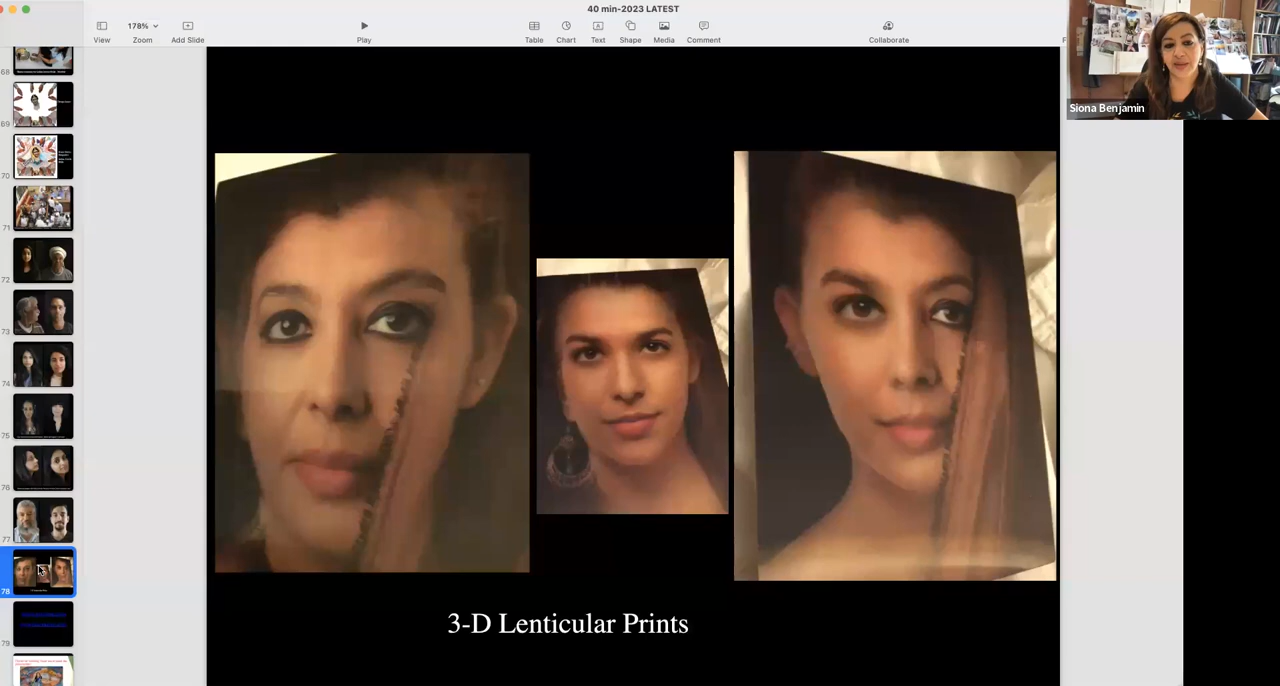 40 min-2023 LATEST
178%
View
Zoom
Add Slide
Play
Table
Chart
Text
Shape
Media
Comment
Collaborate
Siona Benjamin
68
69
70
71
72
73
74
75
76
77
78
79
3-D Lenticular Prints